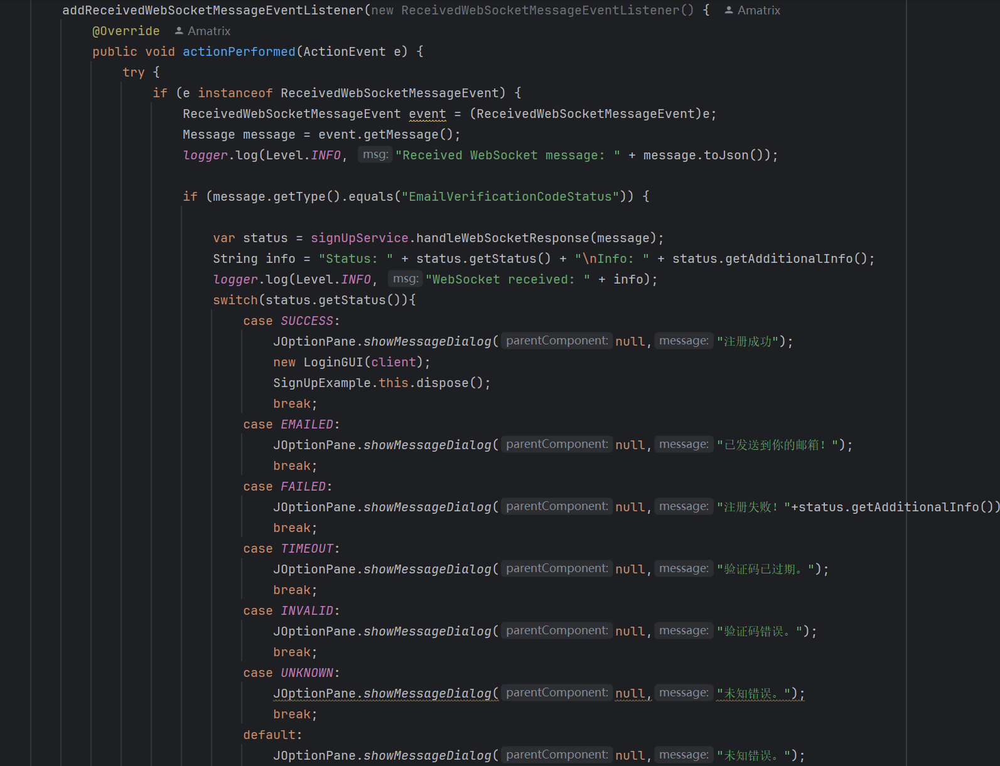 addReceivedWebSocketMessageEventListener(new ReceivedWebSocketMessageEventListener() { Amatrix
@Override Amatrix
public void actionPerformed(ActionEvent e) {
try {
if (e instanceof ReceivedWebSocketMessageEvent) {
ReceivedWebSocketMessageEvent event = (ReceivedWebSocketMessageEvent)e;
Message message = event.getMessage();
logger.log(Level.INFO, msg: "Received WebSocket message: " + message.toJson());
if (message.getType().equals("EmailVerificationCodeStatus")) {
var status = signUpService.handleWebSocketResponse(message);
String info = "Status: " + status.getStatus() + "\nInfo: " + status.getAdditionalInfo();
logger.log(Level.INFO, msg: "WebSocket received: " + info);
switch(status.getStatus()){
case SUCCESS:
JOptionPane.showMessageDialog( parentComponent: null, message: "注册成功");
new LoginGUI(client);
SignUpExample.this.dispose();
break;
case EMAILED:
JOptionPane.showMessageDialog( parentComponent: null, message: "已发送到你的邮箱！");
break;
case FAILED:
JOptionPane.showMessageDialog( parentComponent: null, message: "注册失败！"+status.getAdditionalInfo())
break;
case TIMEOUT:
JOptionPane.showMessageDialog( parentComponent: null, message: "验证码已过期。");
break;
case INVALID:
JOptionPane.showMessageDialog( parentComponent: null, message: "验证码错误。");
break;
case UNKNOWN:
JOptionPane.showMessageDialog( parentComponent: null, message: "未知错误。");
break;
default:
JOptionPane.showMessageDialog( parentComponent: null, message: "未知错误。");